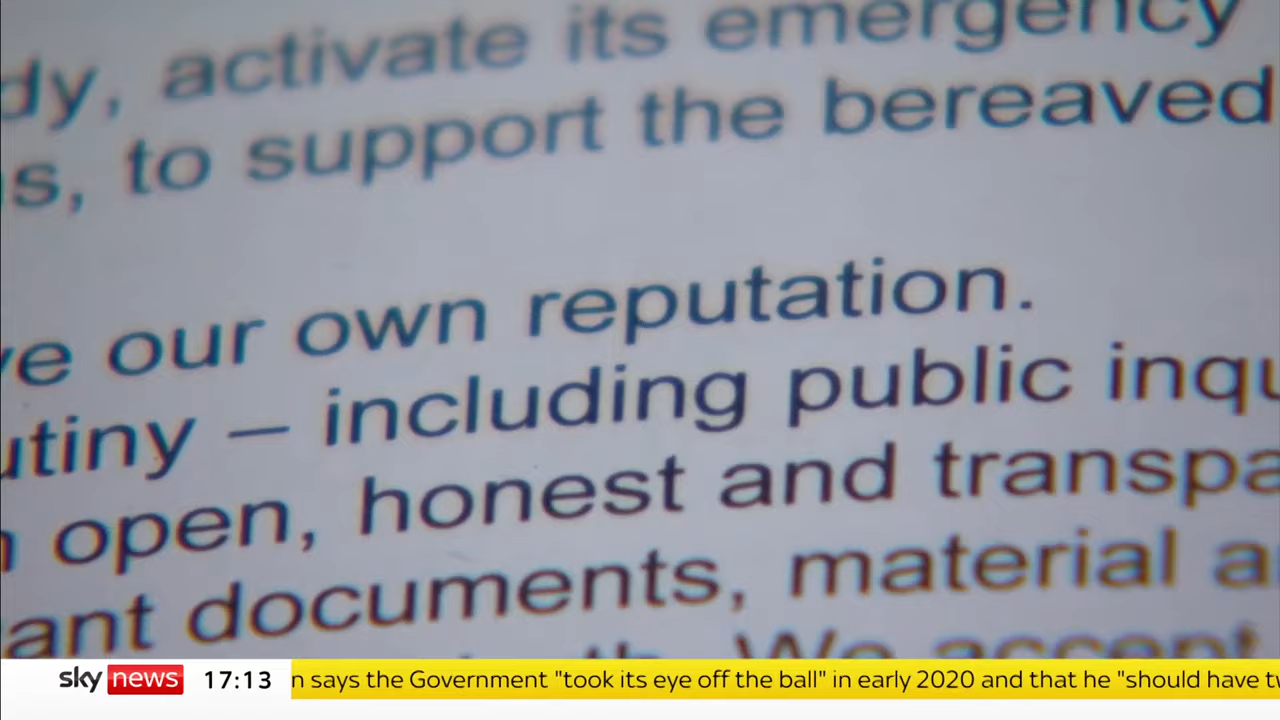 dy, activate its emergency
s, to support the bereaved
ve our own reputation.
utiny – including public inqu
open, honest and transpa
ant documents, material a
We accept
sky news 17:13 n says the Government "took its eye off the ball" in early 2020 and that he "should have tw